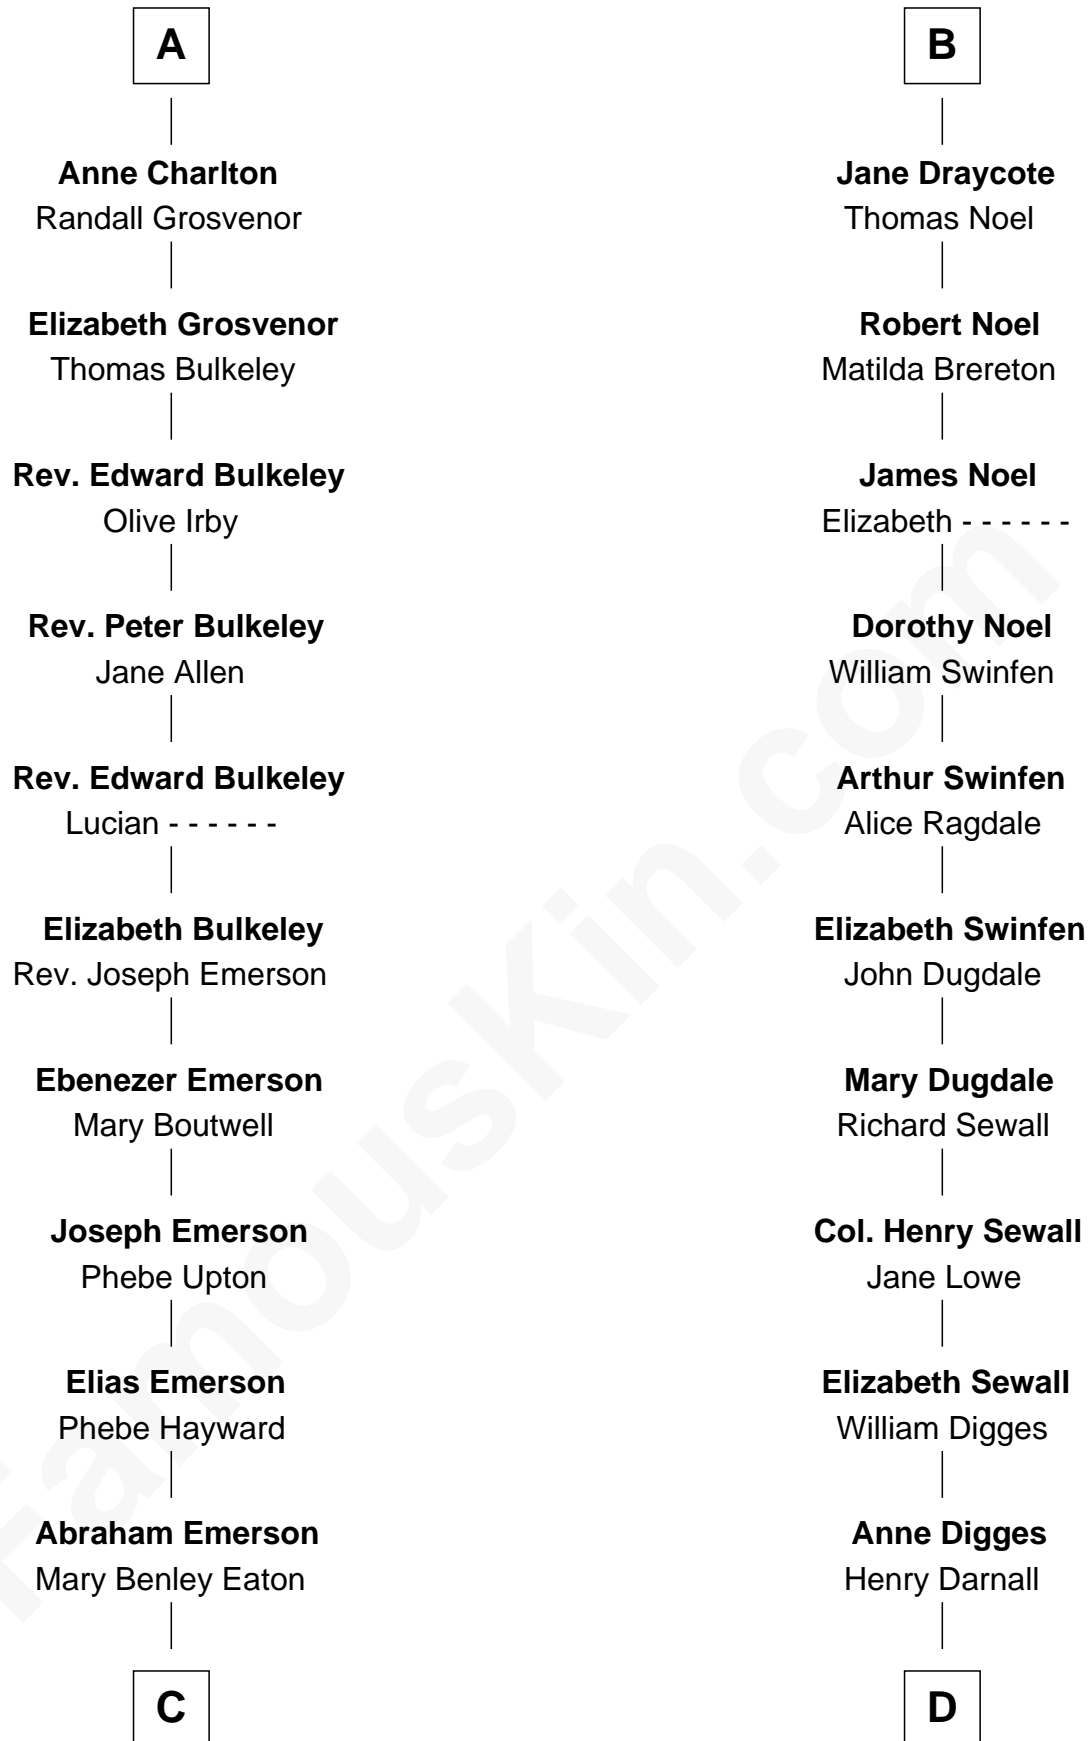 A
Anne Charlton
Randall Grosvenor
Elizabeth Grosvenor
Thomas Bulkeley
Rev. Edward Bulkeley
Olive Irby
Rev. Peter Bulkeley
Jane Allen
Rev. Edward Bulkeley
Lucian - - - - - -
Elizabeth Bulkeley
Rev. Joseph Emerson
Ebenezer Emerson
Mary Boutwell
Joseph Emerson
Phebe Upton
Elias Emerson
Phebe Hayward
Abraham Emerson
Mary Benley Eaton
C
B
Jane Draycote
Thomas Noel
Robert Noel
Matilda Brereton
James Noel
Elizabeth - - - - - -
Dorothy Noel
William Swinfen
Arthur Swinfen
Alice Ragdale
Elizabeth Swinfen
John Dugdale
Mary Dugdale
Richard Sewall
Col. Henry Sewall
Jane Lowe
Elizabeth Sewall
William Digges
Anne Digges
Henry Darnall
D
FamousKin.com